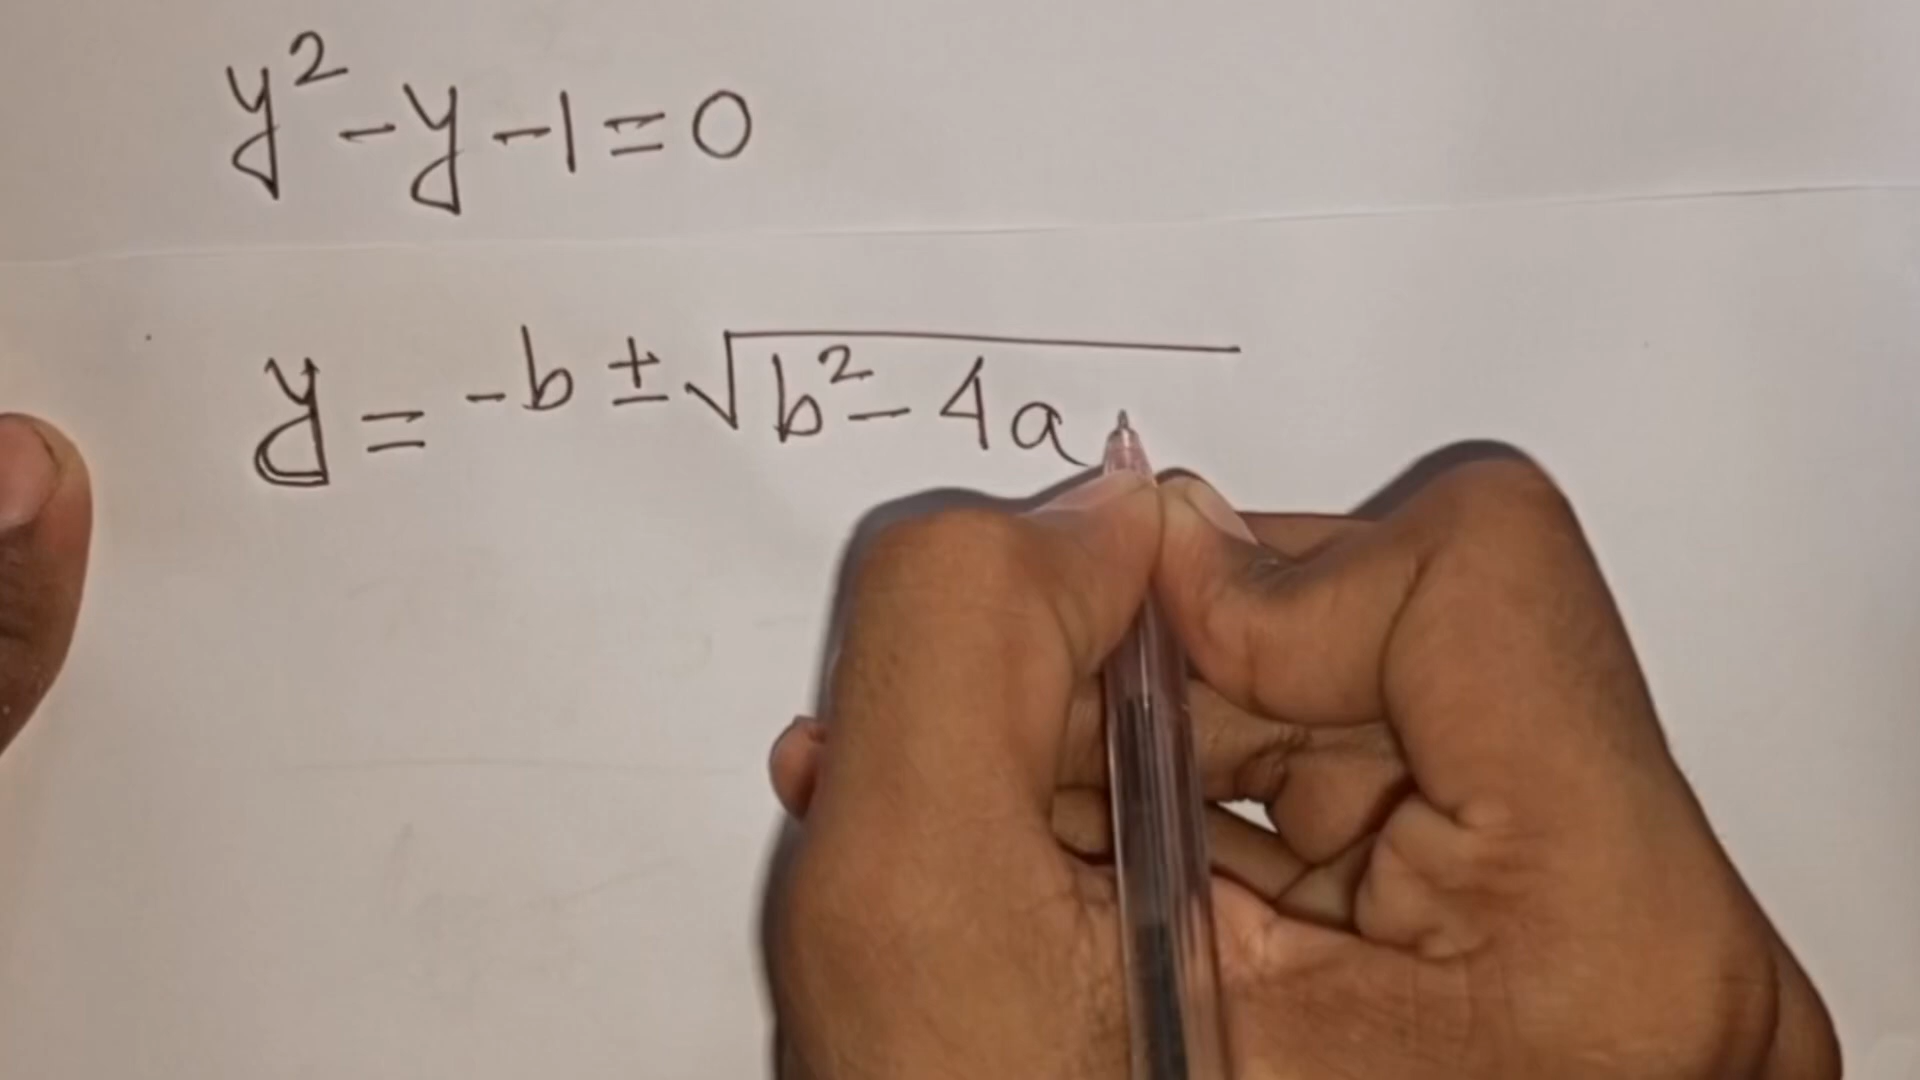 y² - y - 1 = 0
y = -b ± √b² - 4a